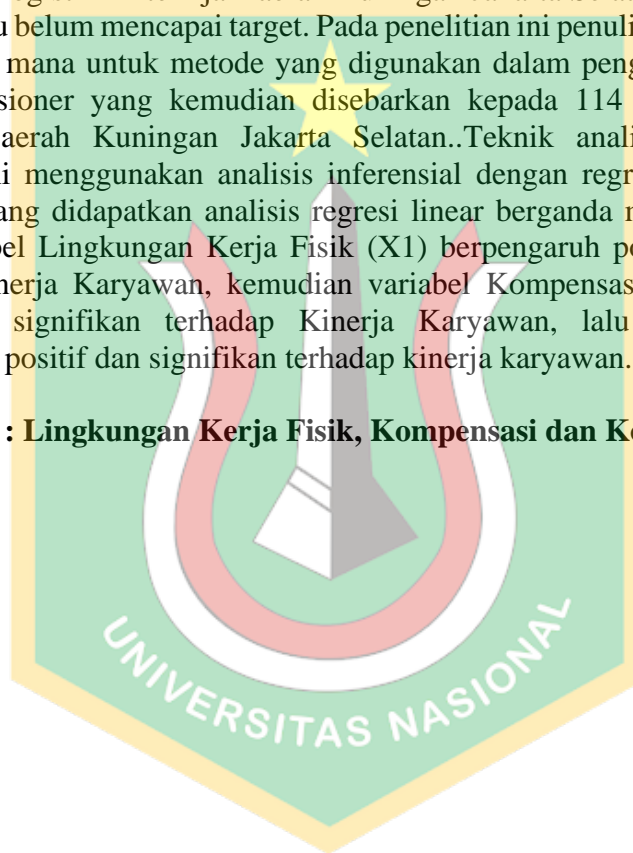 u belum mencapai target. Pada penelitian ini penuli
mana untuk metode yang digunakan dalam peng
sioner yang kemudian disebarkan kepada 114
aerah Kuningan Jakarta Selatan..Teknik anali
i menggunakan analisis inferensial dengan regr
ang didapatkan analisis regresi linear berganda
bel Lingkungan Kerja Fisik (X1) berpengaruh po
nerja Karyawan, kemudian variabel Kompensas
signifikan terhadap Kinerja Karyawan, lalu
positif dan signifikan terhadap kinerja karyawan.
: Lingkungan Kerja Fisik, Kompensasi dan Ko
UNIVERSITAS NASIONAL